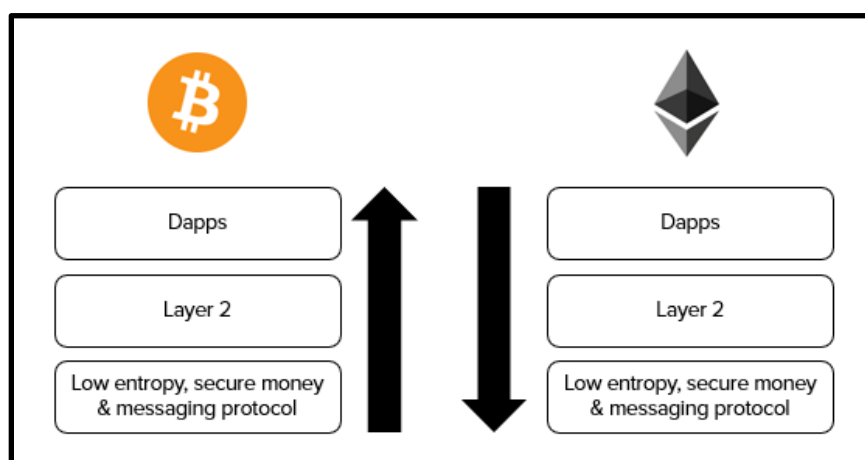 Dapps
Layer 2
Low entropy, secure money
& messaging protocol
Dapps
Layer 2
Low entropy, secure money
& messaging protocol